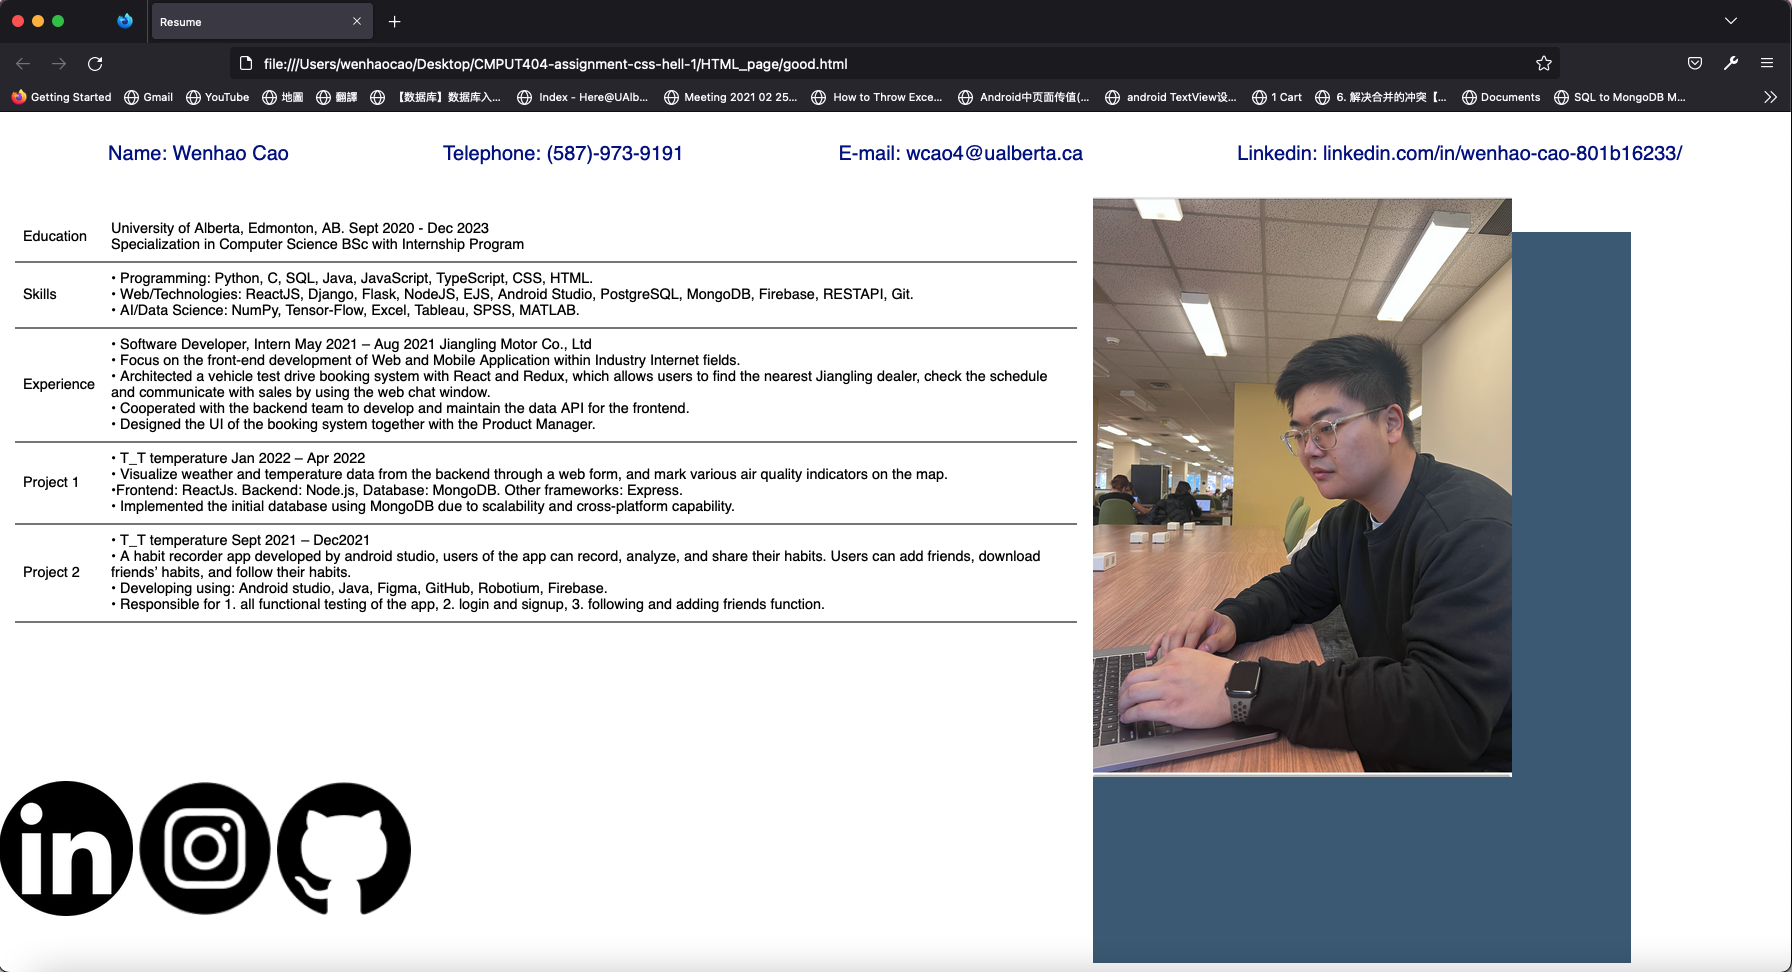 Resume
file:///Users/wenhaocao/Desktop/CMPUT404-assignment-css-hell-1/HTML_page/good.html
Getting Started Gmail YouTube 地圖 翻譯 【数据库】数据库入... Index - Here@UAlb... Meeting 2021 02 25... How to Throw Exce... Android中页面传值(... android TextView设... 1 Cart 6. 解决合并的冲突【... Documents SQL to MongoDB M...
Name: Wenhao Cao Telephone: (587)-973-9191 E-mail: wcao4@ualberta.ca Linkedin: linkedin.com/in/wenhao-cao-801b16233/
Education
University of Alberta, Edmonton, AB. Sept 2020 - Dec 2023
Specialization in Computer Science BSc with Internship Program
Skills
• Programming: Python, C, SQL, Java, JavaScript, TypeScript, CSS, HTML.
• Web/Technologies: ReactJS, Django, Flask, NodeJS, EJS, Android Studio, PostgreSQL, MongoDB, Firebase, RESTAPI, Git.
• AI/Data Science: NumPy, Tensor-Flow, Excel, Tableau, SPSS, MATLAB.
Experience
• Software Developer, Intern May 2021 – Aug 2021 Jiangling Motor Co., Ltd
• Focus on the front-end development of Web and Mobile Application within Industry Internet fields.
• Architected a vehicle test drive booking system with React and Redux, which allows users to find the nearest Jiangling dealer, check the schedule
and communicate with sales by using the web chat window.
• Cooperated with the backend team to develop and maintain the data API for the frontend.
• Designed the UI of the booking system together with the Product Manager.
Project 1
• T_T temperature Jan 2022 – Apr 2022
• Visualize weather and temperature data from the backend through a web form, and mark various air quality indicators on the map.
•Frontend: ReactJs. Backend: Node.js, Database: MongoDB. Other frameworks: Express.
• Implemented the initial database using MongoDB due to scalability and cross-platform capability.
Project 2
• T_T temperature Sept 2021 – Dec2021
• A habit recorder app developed by android studio, users of the app can record, analyze, and share their habits. Users can add friends, download
friends’ habits, and follow their habits.
• Developing using: Android studio, Java, Figma, GitHub, Robotium, Firebase.
• Responsible for 1. all functional testing of the app, 2. login and signup, 3. following and adding friends function.
in